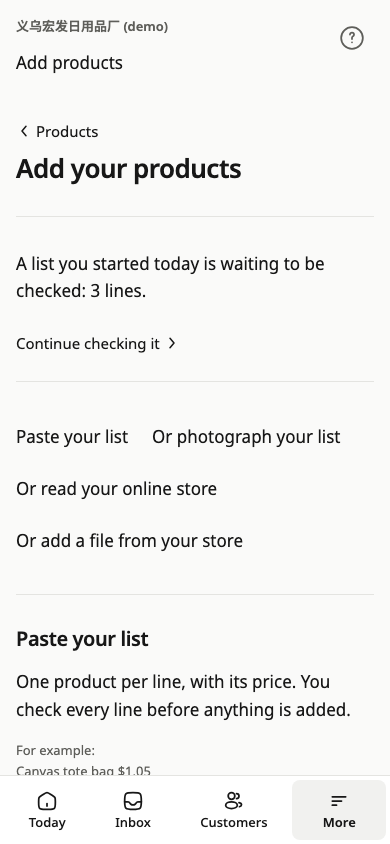 义乌宏发日用品厂 (demo)
Add products
Products
Add your products
A list you started today is waiting to be
checked: 3 lines.
Continue checking it
Paste your list Or photograph your list
Or read your online store
Or add a file from your store
Paste your list
One product per line, with its price. You
check every line before anything is added.
For example:
Canvas tote bag $1.05
Today Inbox Customers More